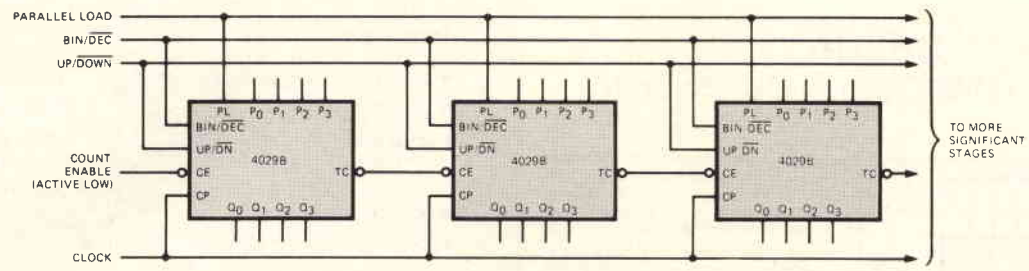 PARALLEL LOAD
BIN/DEC
UP/DOWN
COUNT
ENABLE
(ACTIVE LOW)
CLOCK
PL P0 P1 P2 P3
BIN/DEC
UP/DN
4029B
CE TC
CP
Q0 Q1 Q2 Q3
PL P0 P1 P2 P3
BIN DEC
UP DN
4029B
CE TC
CP
Q0 Q1 Q2 Q3
PL P0 P1 P2 P3
BIN DEC
UP DN
4029B
CE TC
CP
Q0 Q1 Q2 Q3
TO MORE
SIGNIFICANT
STAGES